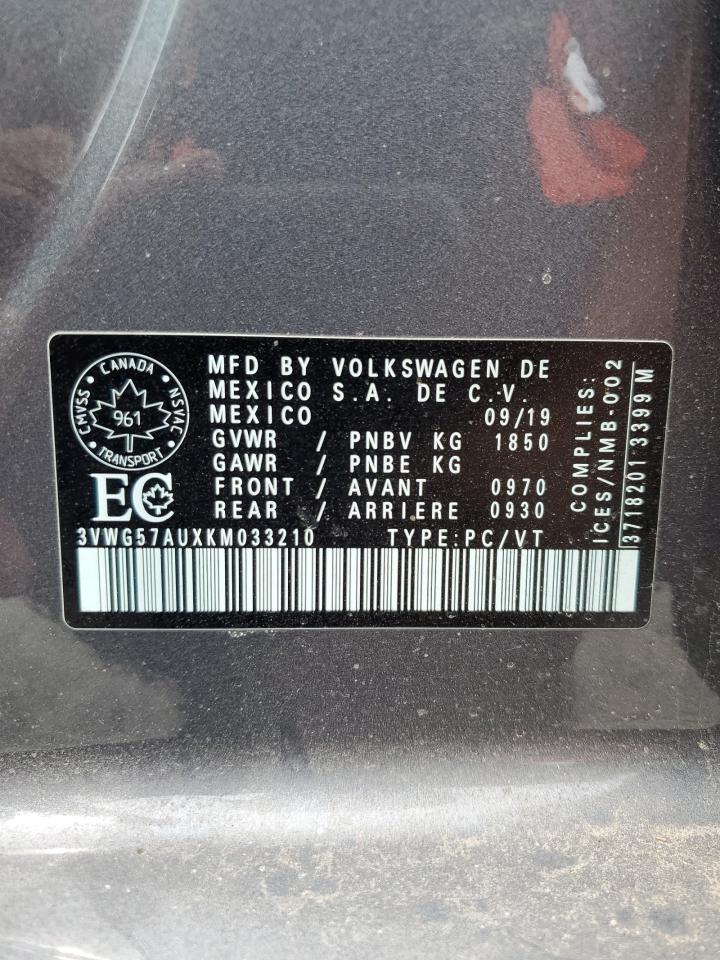 CANADA
CMVSS
NSVAC
961
TRANSPORT
EC
MFD BY VOLKSWAGEN DE
MEXICO S.A. DE C.V.
MEXICO 09/19
GVWR / PNBV KG 1850
GAWR / PNBE KG
FRONT / AVANT 0970
REAR / ARRIERE 0930
3VWG57AUXKM033210 TYPE:PC/VT
COMPLIES:
ICES/NMB-002
3718201 3399 M